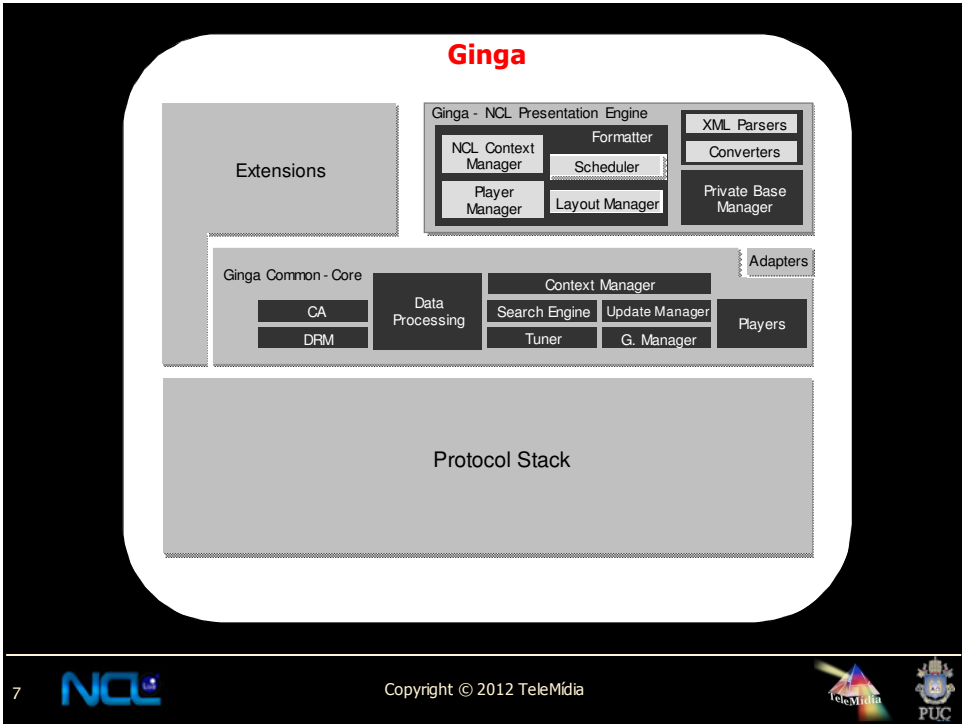 Ginga
Extensions
Ginga - NCL Presentation Engine
Formatter
NCL Context
Manager
Scheduler
Player
Manager
Layout Manager
XML Parsers
Converters
Private Base
Manager
Adapters
Ginga Common - Core
CA
DRM
Data
Processing
Context Manager
Search Engine
Update Manager
Tuner
G. Manager
Players
Protocol Stack
7
NCL
Copyright © 2012 TeleMídia
TeleMídia
PUC